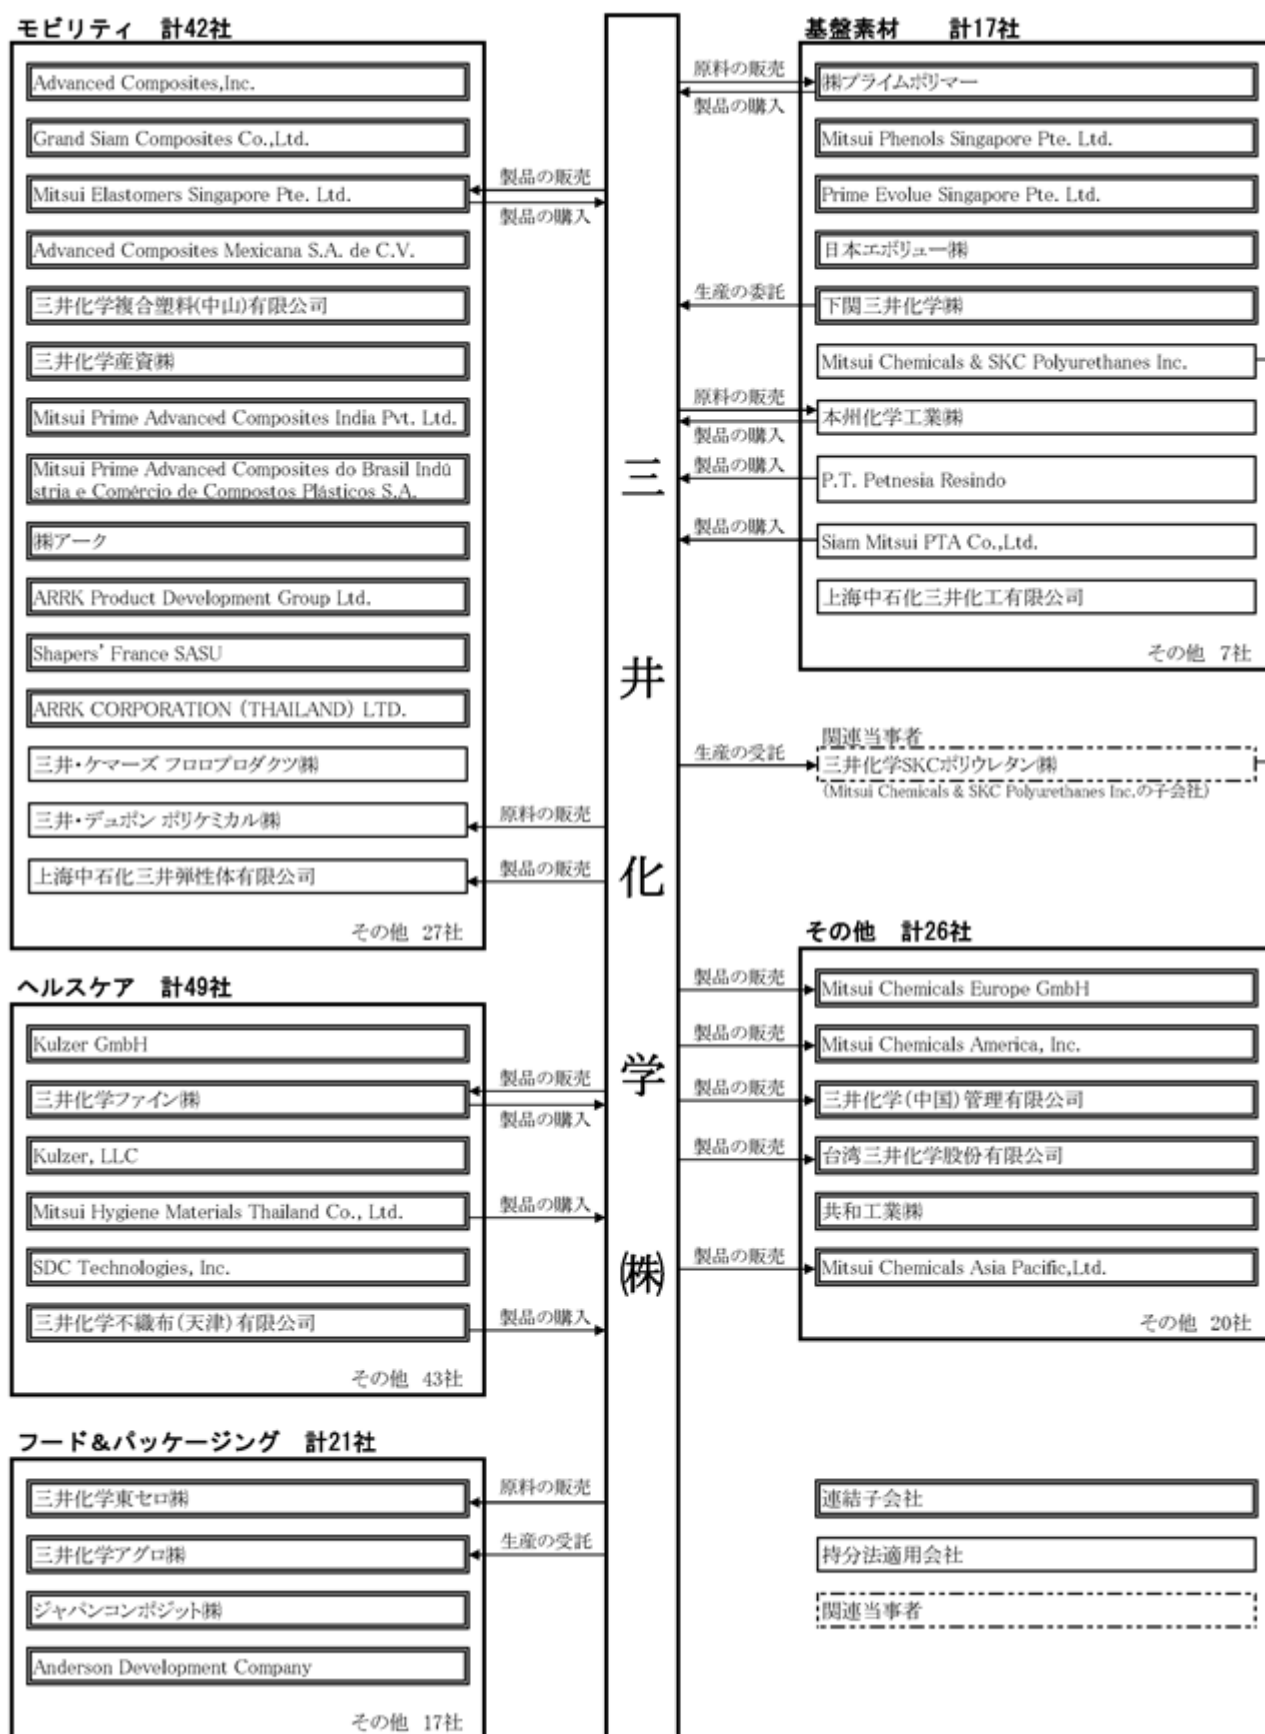 モビリティ 計42社
Advanced Composites,Inc.
Grand Siam Composites Co.,Ltd.
Mitsui Elastomers Singapore Pte. Ltd.
製品の販売
製品の購入
Advanced Composites Mexicana S.A. de C.V.
三井化学複合塑料(中山)有限公司
三井化学産資㈱
Mitsui Prime Advanced Composites India Pvt. Ltd.
Mitsui Prime Advanced Composites do Brasil Indú
stria e Comércio de Compostos Plásticos S.A.
㈱アーク
ARRK Product Development Group Ltd.
Shapers' France SASU
ARRK CORPORATION (THAILAND) LTD.
三井・ケマーズ フロロプロダクツ㈱
三井・デュポン ポリケミカル㈱
原料の販売
上海中石化三井弾性体有限公司
製品の販売
その他 27社
ヘルスケア 計49社
Kulzer GmbH
三井化学ファイン㈱
製品の販売
製品の購入
Kulzer, LLC
Mitsui Hygiene Materials Thailand Co., Ltd.
製品の購入
SDC Technologies, Inc.
三井化学不織布(天津)有限公司
製品の購入
その他 43社
フード&パッケージング 計21社
三井化学東セロ㈱
原料の販売
三井化学アグロ㈱
生産の受託
ジャパンコンポジット㈱
Anderson Development Company
その他 17社
三井化学㈱
基盤素材 計17社
原料の販売
製品の購入
㈱プライムポリマー
Mitsui Phenols Singapore Pte. Ltd.
Prime Evolue Singapore Pte. Ltd.
日本エボリュー㈱
生産の委託
下関三井化学㈱
Mitsui Chemicals & SKC Polyurethanes Inc.
原料の販売
製品の購入
本州化学工業㈱
製品の購入
P.T. Petnesia Resindo
製品の購入
Siam Mitsui PTA Co.,Ltd.
上海中石化三井化工有限公司
その他 7社
関連当事者
生産の受託
三井化学SKCポリウレタン㈱
(Mitsui Chemicals & SKC Polyurethanes Inc.の子会社)
その他 計26社
製品の販売
Mitsui Chemicals Europe GmbH
製品の販売
Mitsui Chemicals America, Inc.
製品の販売
三井化学(中国)管理有限公司
製品の販売
台湾三井化学股份有限公司
共和工業㈱
製品の販売
Mitsui Chemicals Asia Pacific,Ltd.
その他 20社
連結子会社
持分法適用会社
関連当事者